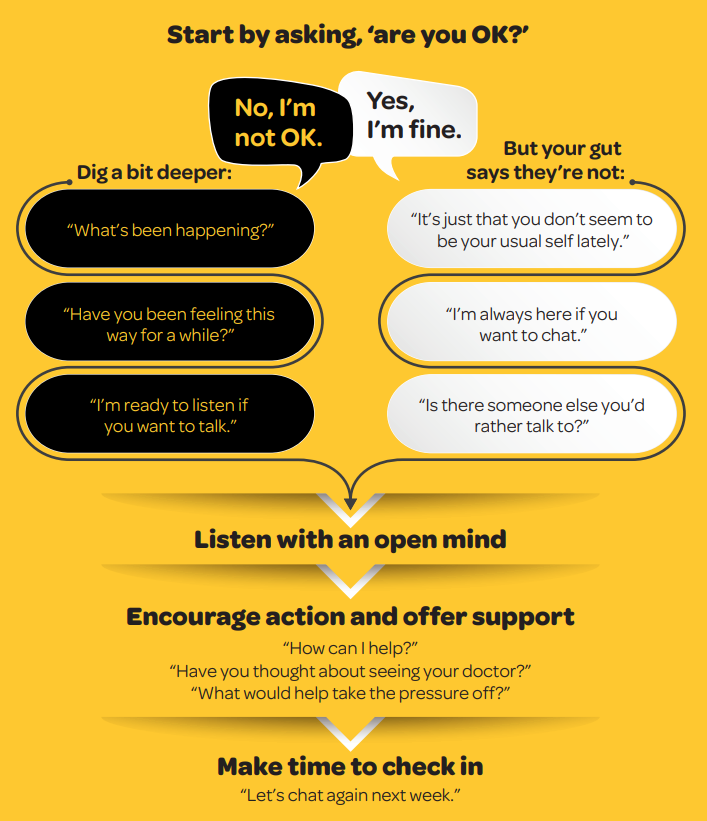 Start by asking, ‘are you OK?’
No, I’m
not OK.
Yes,
I’m fine.
Dig a bit deeper:
“What’s been happening?”
“Have you been feeling this
way for a while?”
“I’m ready to listen if
you want to talk.”
But your gut
says they’re not:
“It’s just that you don’t seem to
be your usual self lately.”
“I’m always here if you
want to chat.”
“Is there someone else you’d
rather talk to?”
Listen with an open mind
Encourage action and offer support
“How can I help?”
“Have you thought about seeing your doctor?”
“What would help take the pressure off?”
Make time to check in
“Let’s chat again next week.”